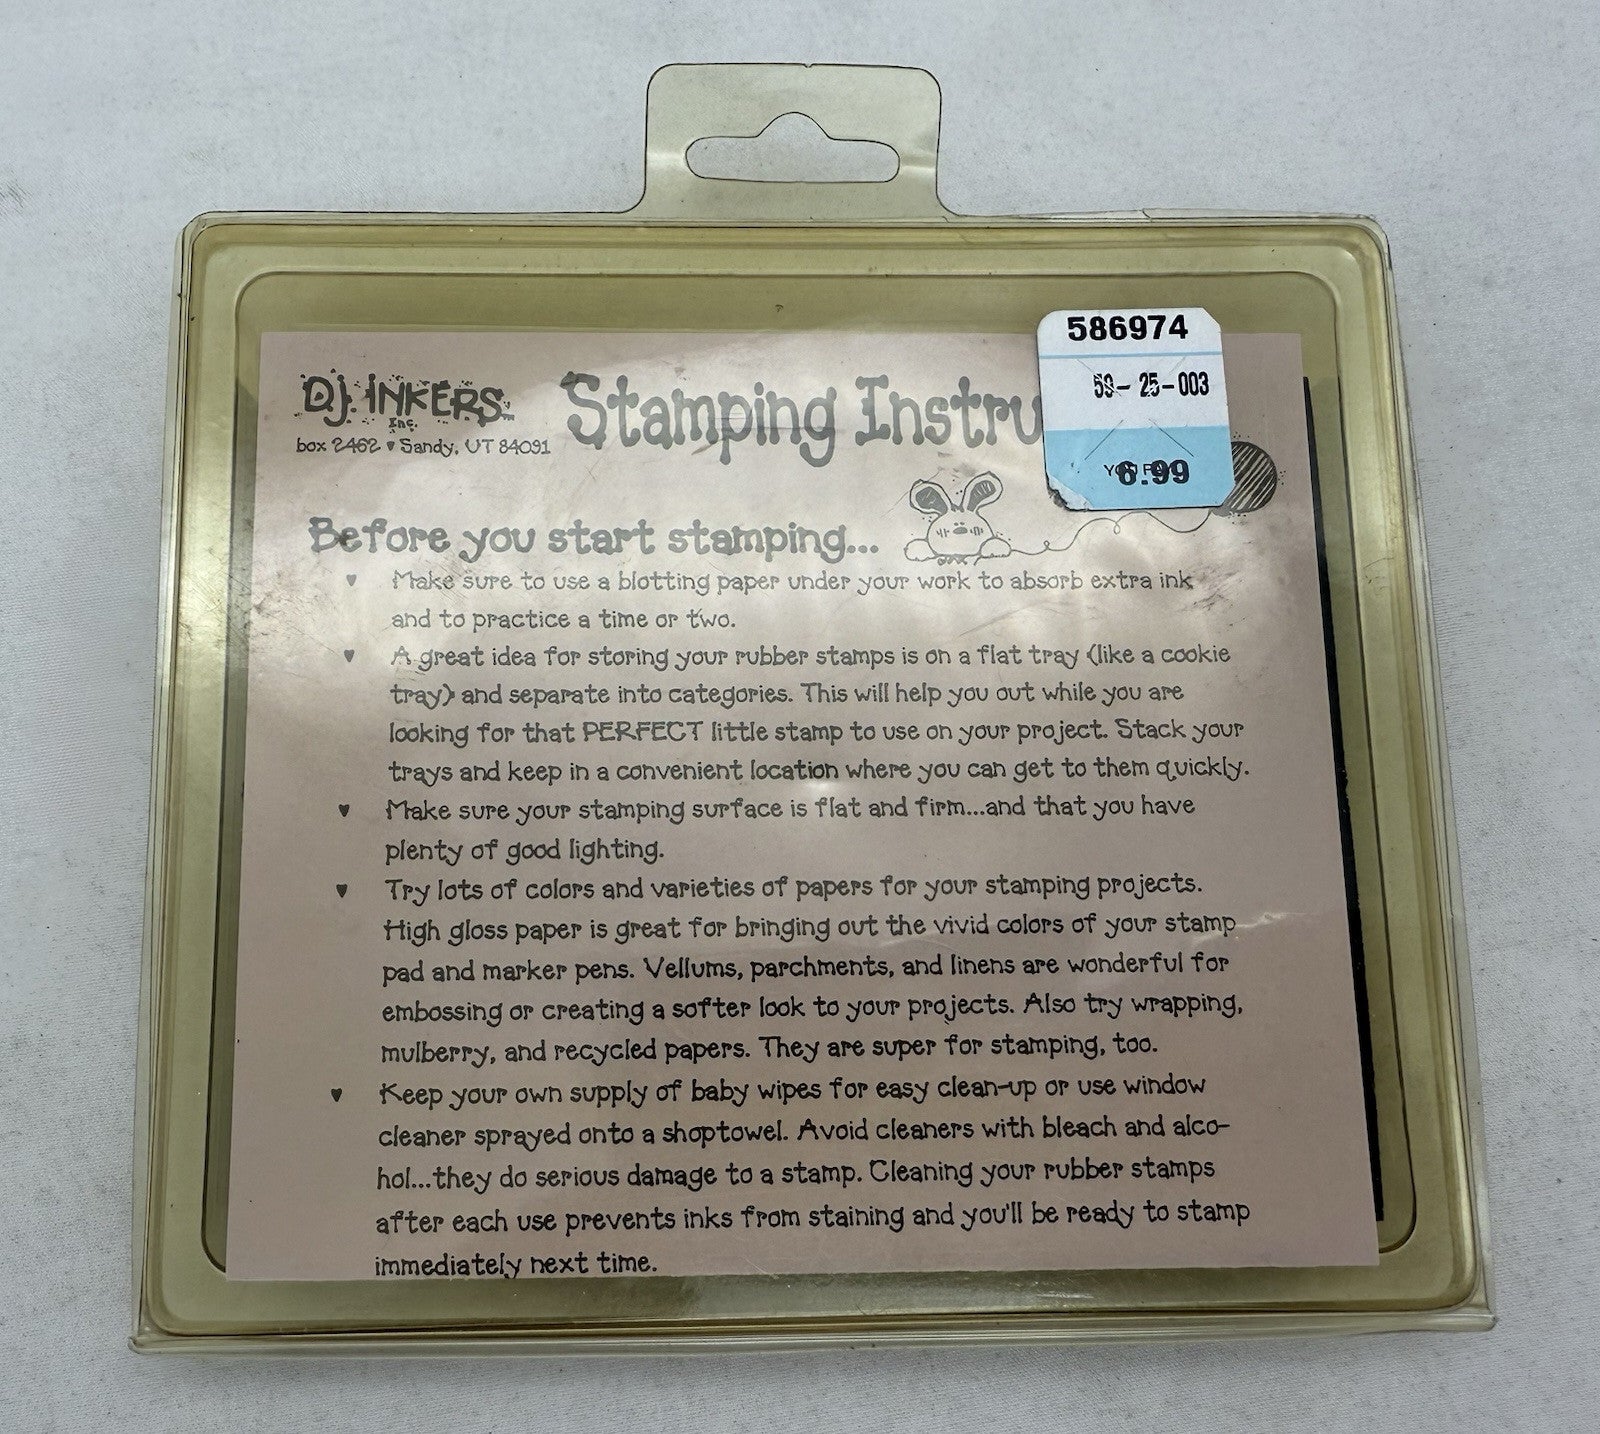 586974
59-25-003
6.99
D.J. INKERS™
Inc.
box 2462 ♥ Sandy, UT 84091
Stamping Instru
Before you start stamping...
♥ Make sure to use a blotting paper under your work to absorb extra ink
and to practice a time or two.
♥ A great idea for storing your rubber stamps is on a flat tray (like a cookie
tray) and separate into categories. This will help you out while you are
looking for that PERFECT little stamp to use on your project. Stack your
trays and keep in a convenient location where you can get to them quickly.
♥ Make sure your stamping surface is flat and firm...and that you have
plenty of good lighting.
♥ Try lots of colors and varieties of papers for your stamping projects.
High gloss paper is great for bringing out the vivid colors of your stamp
pad and marker pens. Vellums, parchments, and linens are wonderful for
embossing or creating a softer look to your projects. Also try wrapping,
mulberry, and recycled papers. They are super for stamping, too.
♥ Keep your own supply of baby wipes for easy clean-up or use window
cleaner sprayed onto a shoptowel. Avoid cleaners with bleach and alco-
hol...they do serious damage to a stamp. Cleaning your rubber stamps
after each use prevents inks from staining and you'll be ready to stamp
immediately next time.